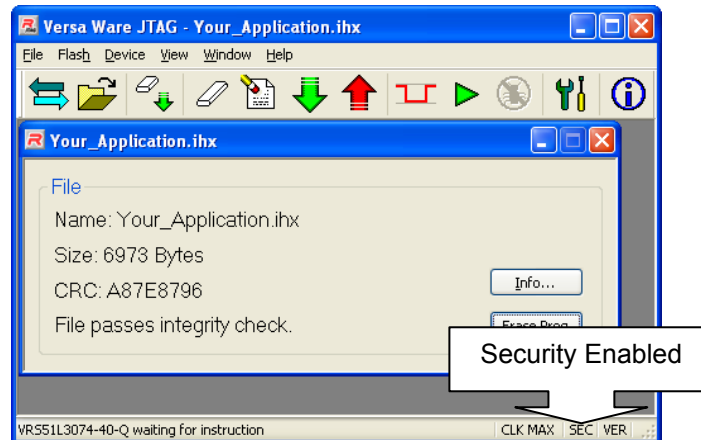 Versa Ware JTAG - Your_Application.ihx
File Flash Device View Window Help
Your_Application.ihx
File
Name: Your_Application.ihx
Size: 6973 Bytes
CRC: A87E8796
File passes integrity check.
Info...
Erase Prog
Security Enabled
VRS51L3074-40-Q waiting for instruction
CLK MAX SEC VER